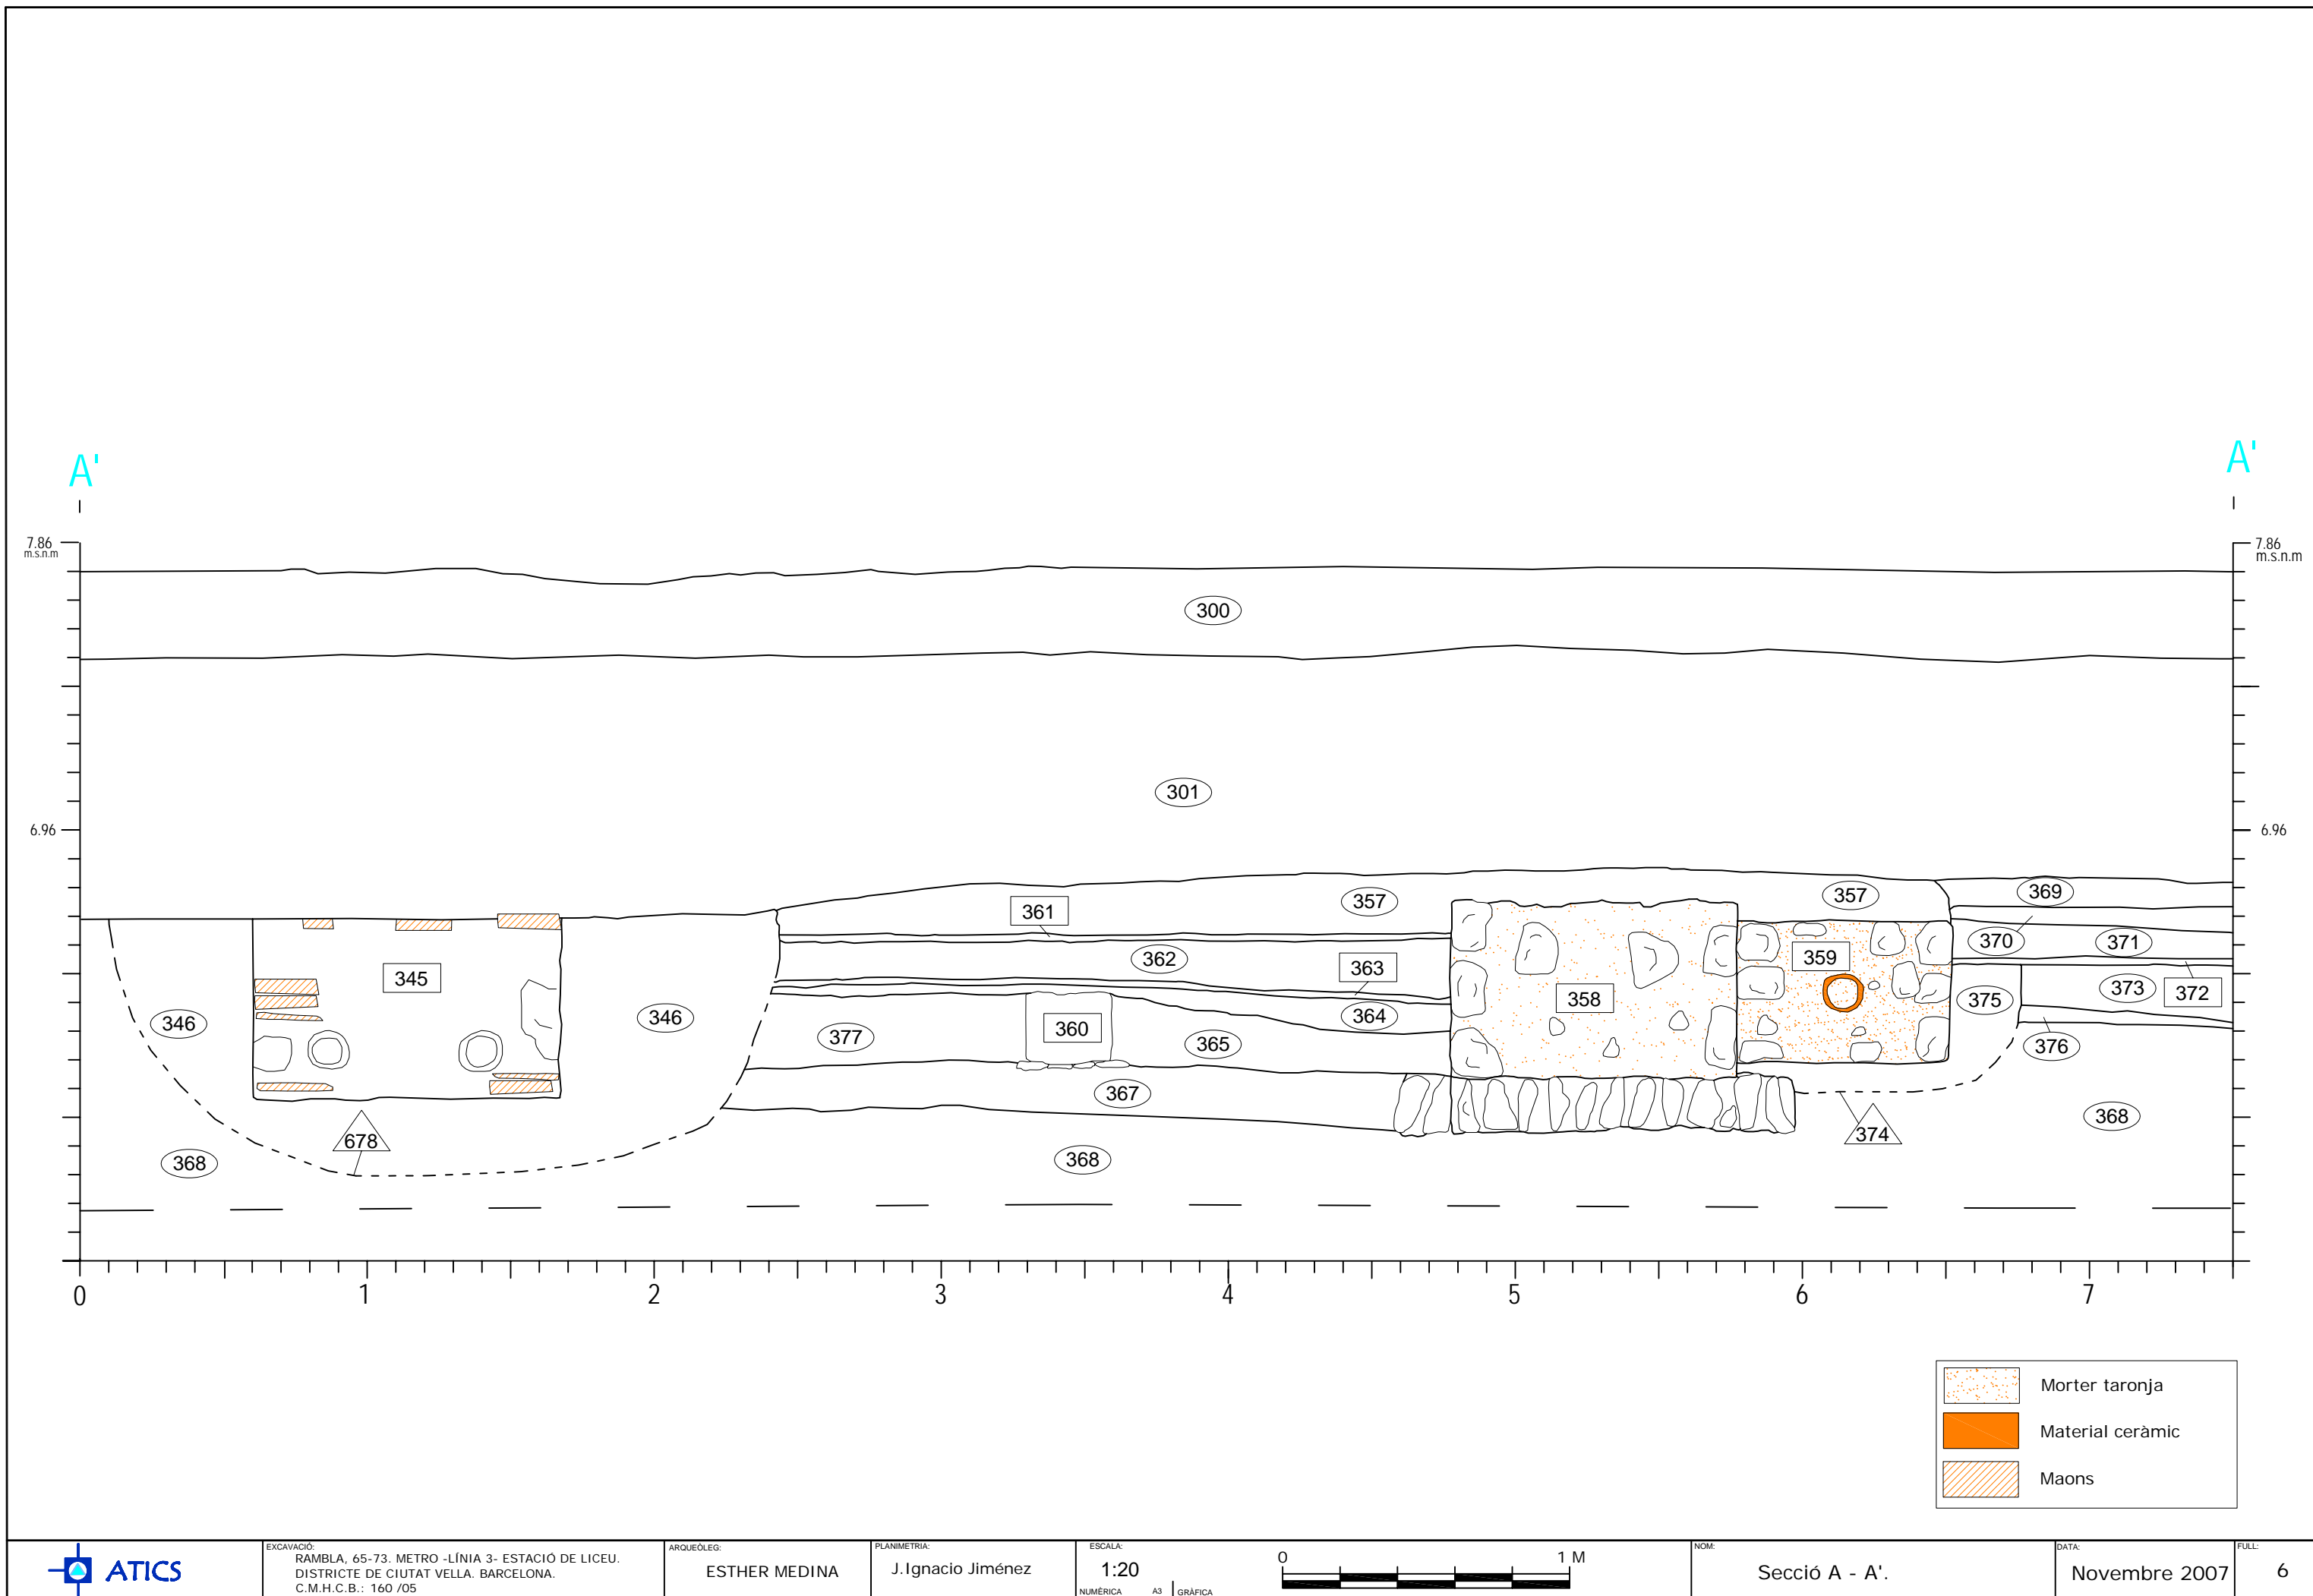 A'
A'
7.86
m.s.n.m
7.86
m.s.n.m
300
301
6.96
6.96
361
357
357
369
370
371
362
363
359
345
358
375
373
372
346
346
377
360
365
364
376
367
368
678
374
368
368
0
1
2
3
4
5
6
7
Morter taronja
Material ceràmic
Maons
ATICS
EXCAVACIÓ:
RAMBLA, 65-73. METRO -LÍNIA 3- ESTACIÓ DE LICEU.
DISTRICTE DE CIUTAT VELLA. BARCELONA.
C.M.H.C.B.: 160 /05
ARQUEÒLEG:
ESTHER MEDINA
PLANIMETRIA:
J.Ignacio Jiménez
ESCALA:
1:20
NUMÈRICA A3 GRÀFICA
0 1 M
NOM:
Secció A - A'.
DATA:
Novembre 2007
FULL:
6